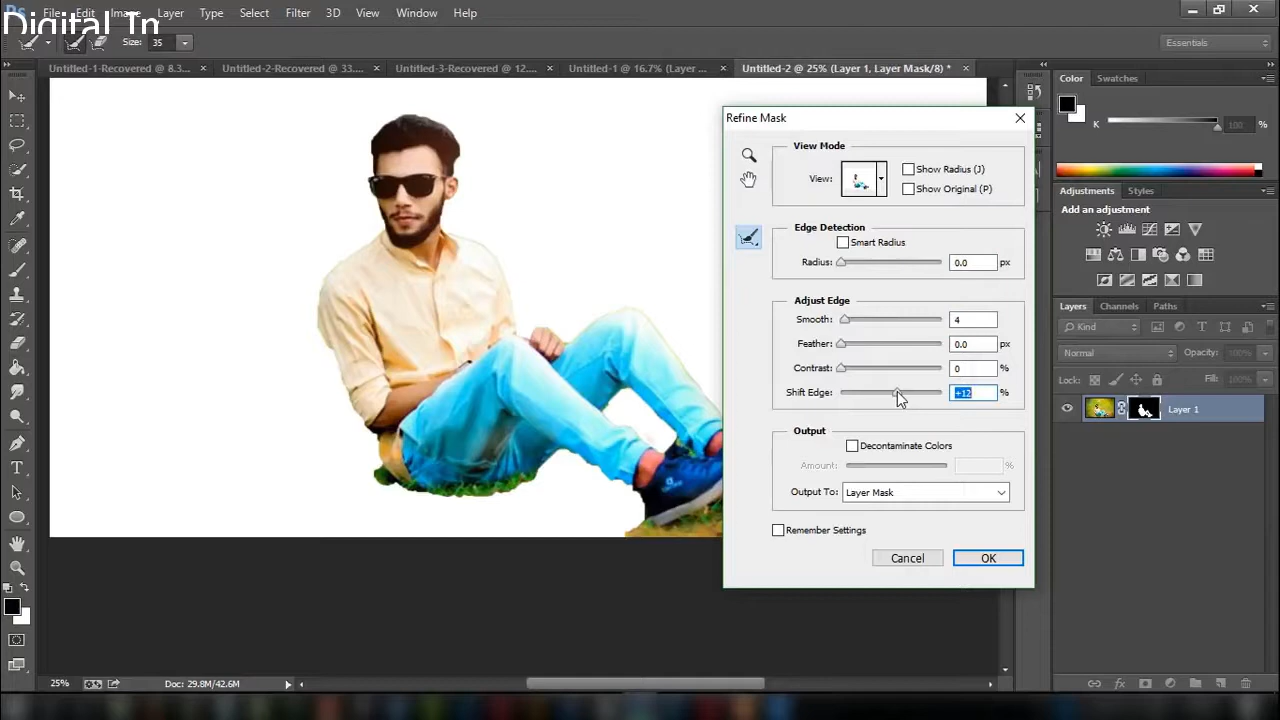 Ps File Edit Image Layer Type Select Filter 3D View Window Help
Digital Tr
Size: 35
Essentials
Untitled-1-Recovered @ 8.3... × Untitled-2-Recovered @ 33.... × Untitled-3-Recovered @ 12.... × Untitled-1 @ 16.7% (Layer ... × Untitled-2 @ 25% (Layer 1, Layer Mask/8) * ×
Color Swatches
K 100 %
Refine Mask
View Mode
View:
Show Radius (J)
Show Original (P)
Edge Detection
Smart Radius
Radius: 0.0 px
Adjust Edge
Smooth: 4
Feather: 0.0 px
Contrast: 0 %
Shift Edge: +12 %
Output
Decontaminate Colors
Amount: %
Output To: Layer Mask
Remember Settings
Cancel OK
Adjustments Styles
Add an adjustment
Layers Channels Paths
Kind
Normal Opacity:
Lock: Fill:
Layer 1
25% Doc: 29.8M/42.6M